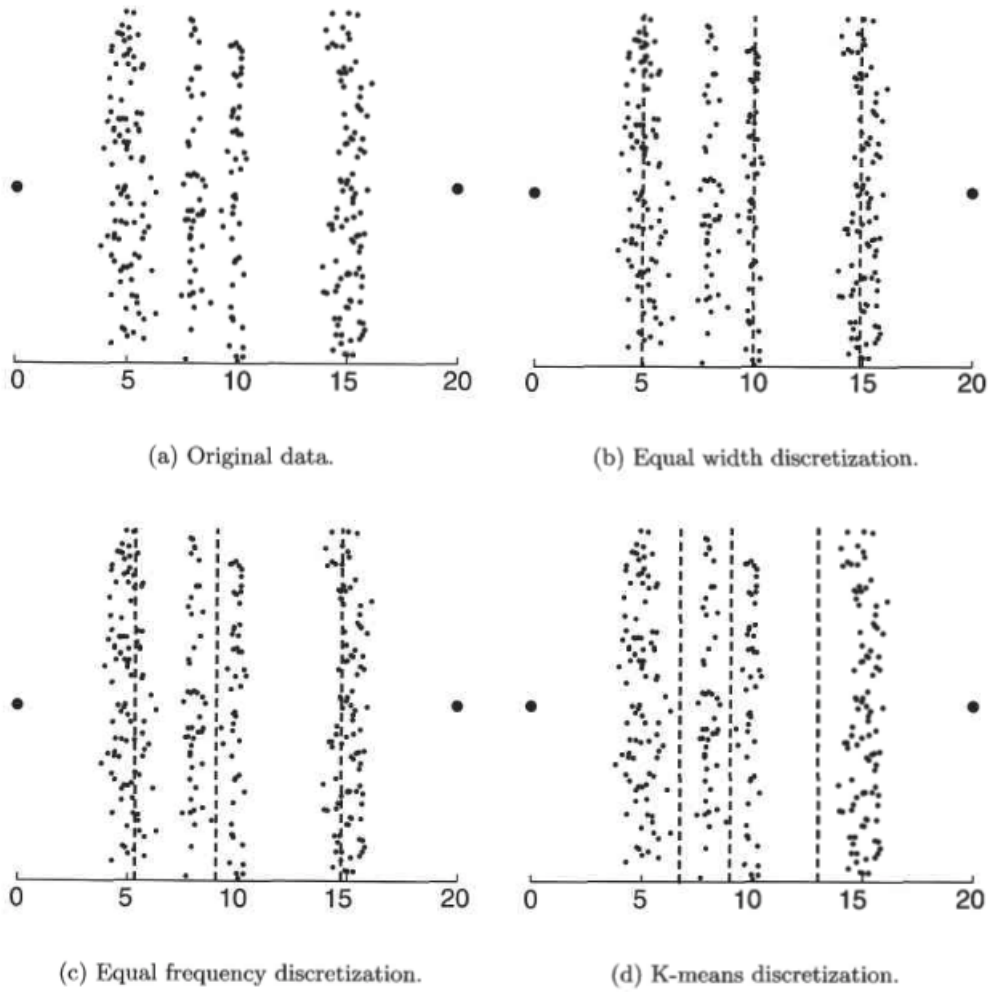 0 5 10 15 20
0 5 10 15 20
(a) Original data.
(b) Equal width discretization.
0 5 10 15 20
0 5 10 15 20
(c) Equal frequency discretization.
(d) K-means discretization.